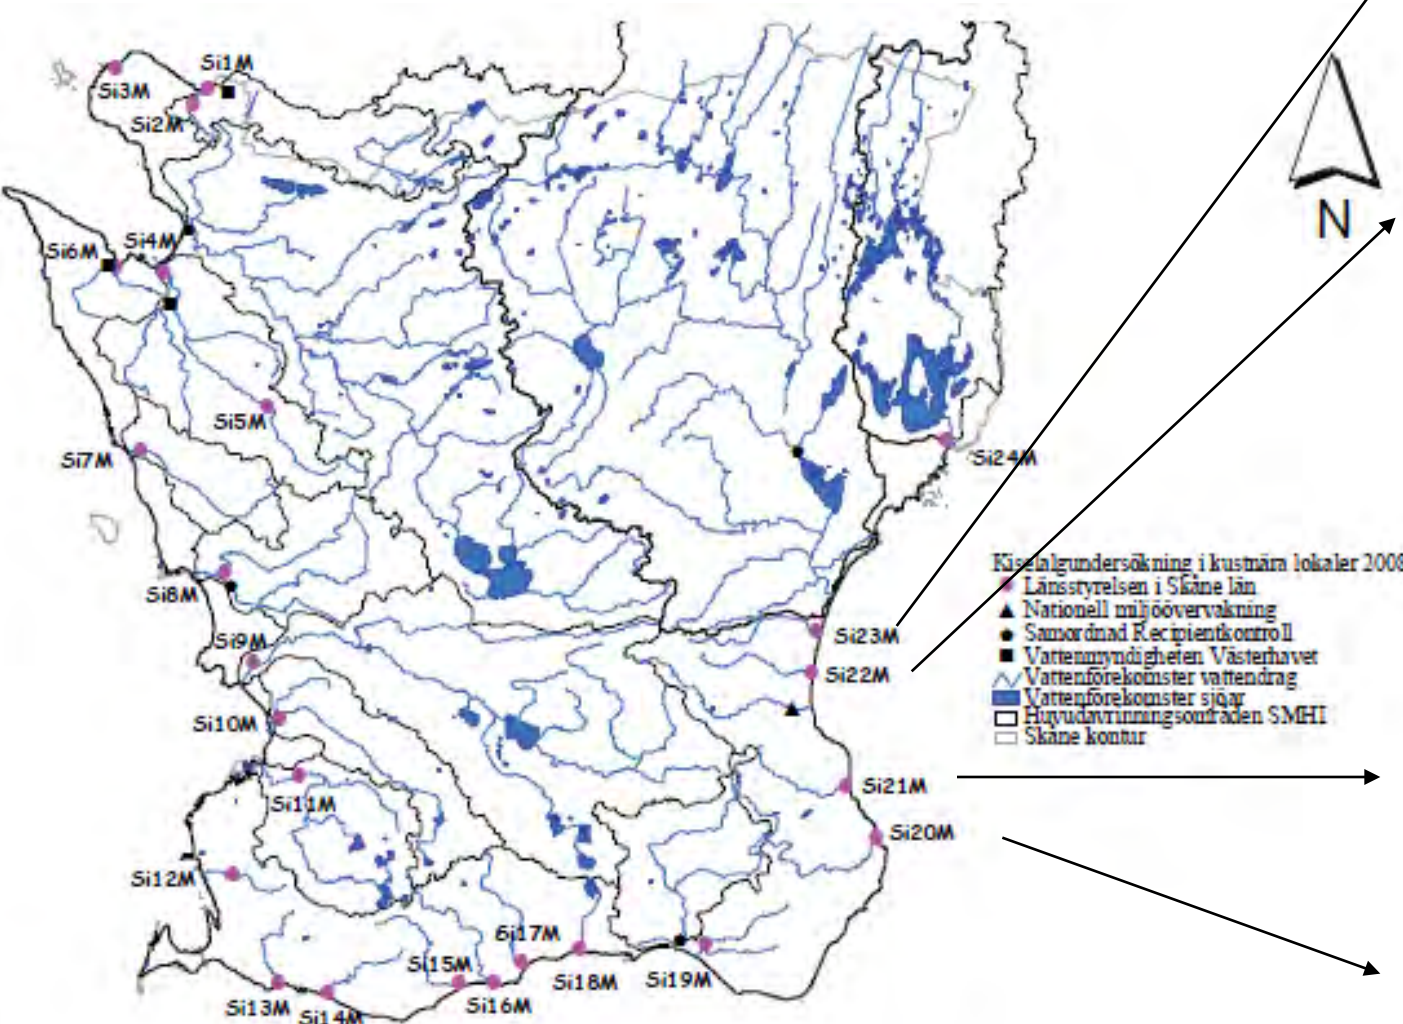 Si1M
Si3M
Si2M
N
Si4M
Si6M
Si5M
Si7M
Si24M
Kiselalgundersökning i kustnära lokaler 2008
Länsstyrelsen i Skåne län
Nationell miljöövervakning
Samordnad Recipientkontroll
Vattenmyndigheten Västerhavet
Vattenförekomster vattendrag
Vattenförekomster sjöar
Huvudavrinningsområden SMHI
Skåne kontur
Si8M
Si23M
Si9M
Si22M
Si10M
Si21M
Si11M
Si20M
Si12M
Si17M
Si15M
Si18M
Si19M
Si13M
Si16M
Si14M